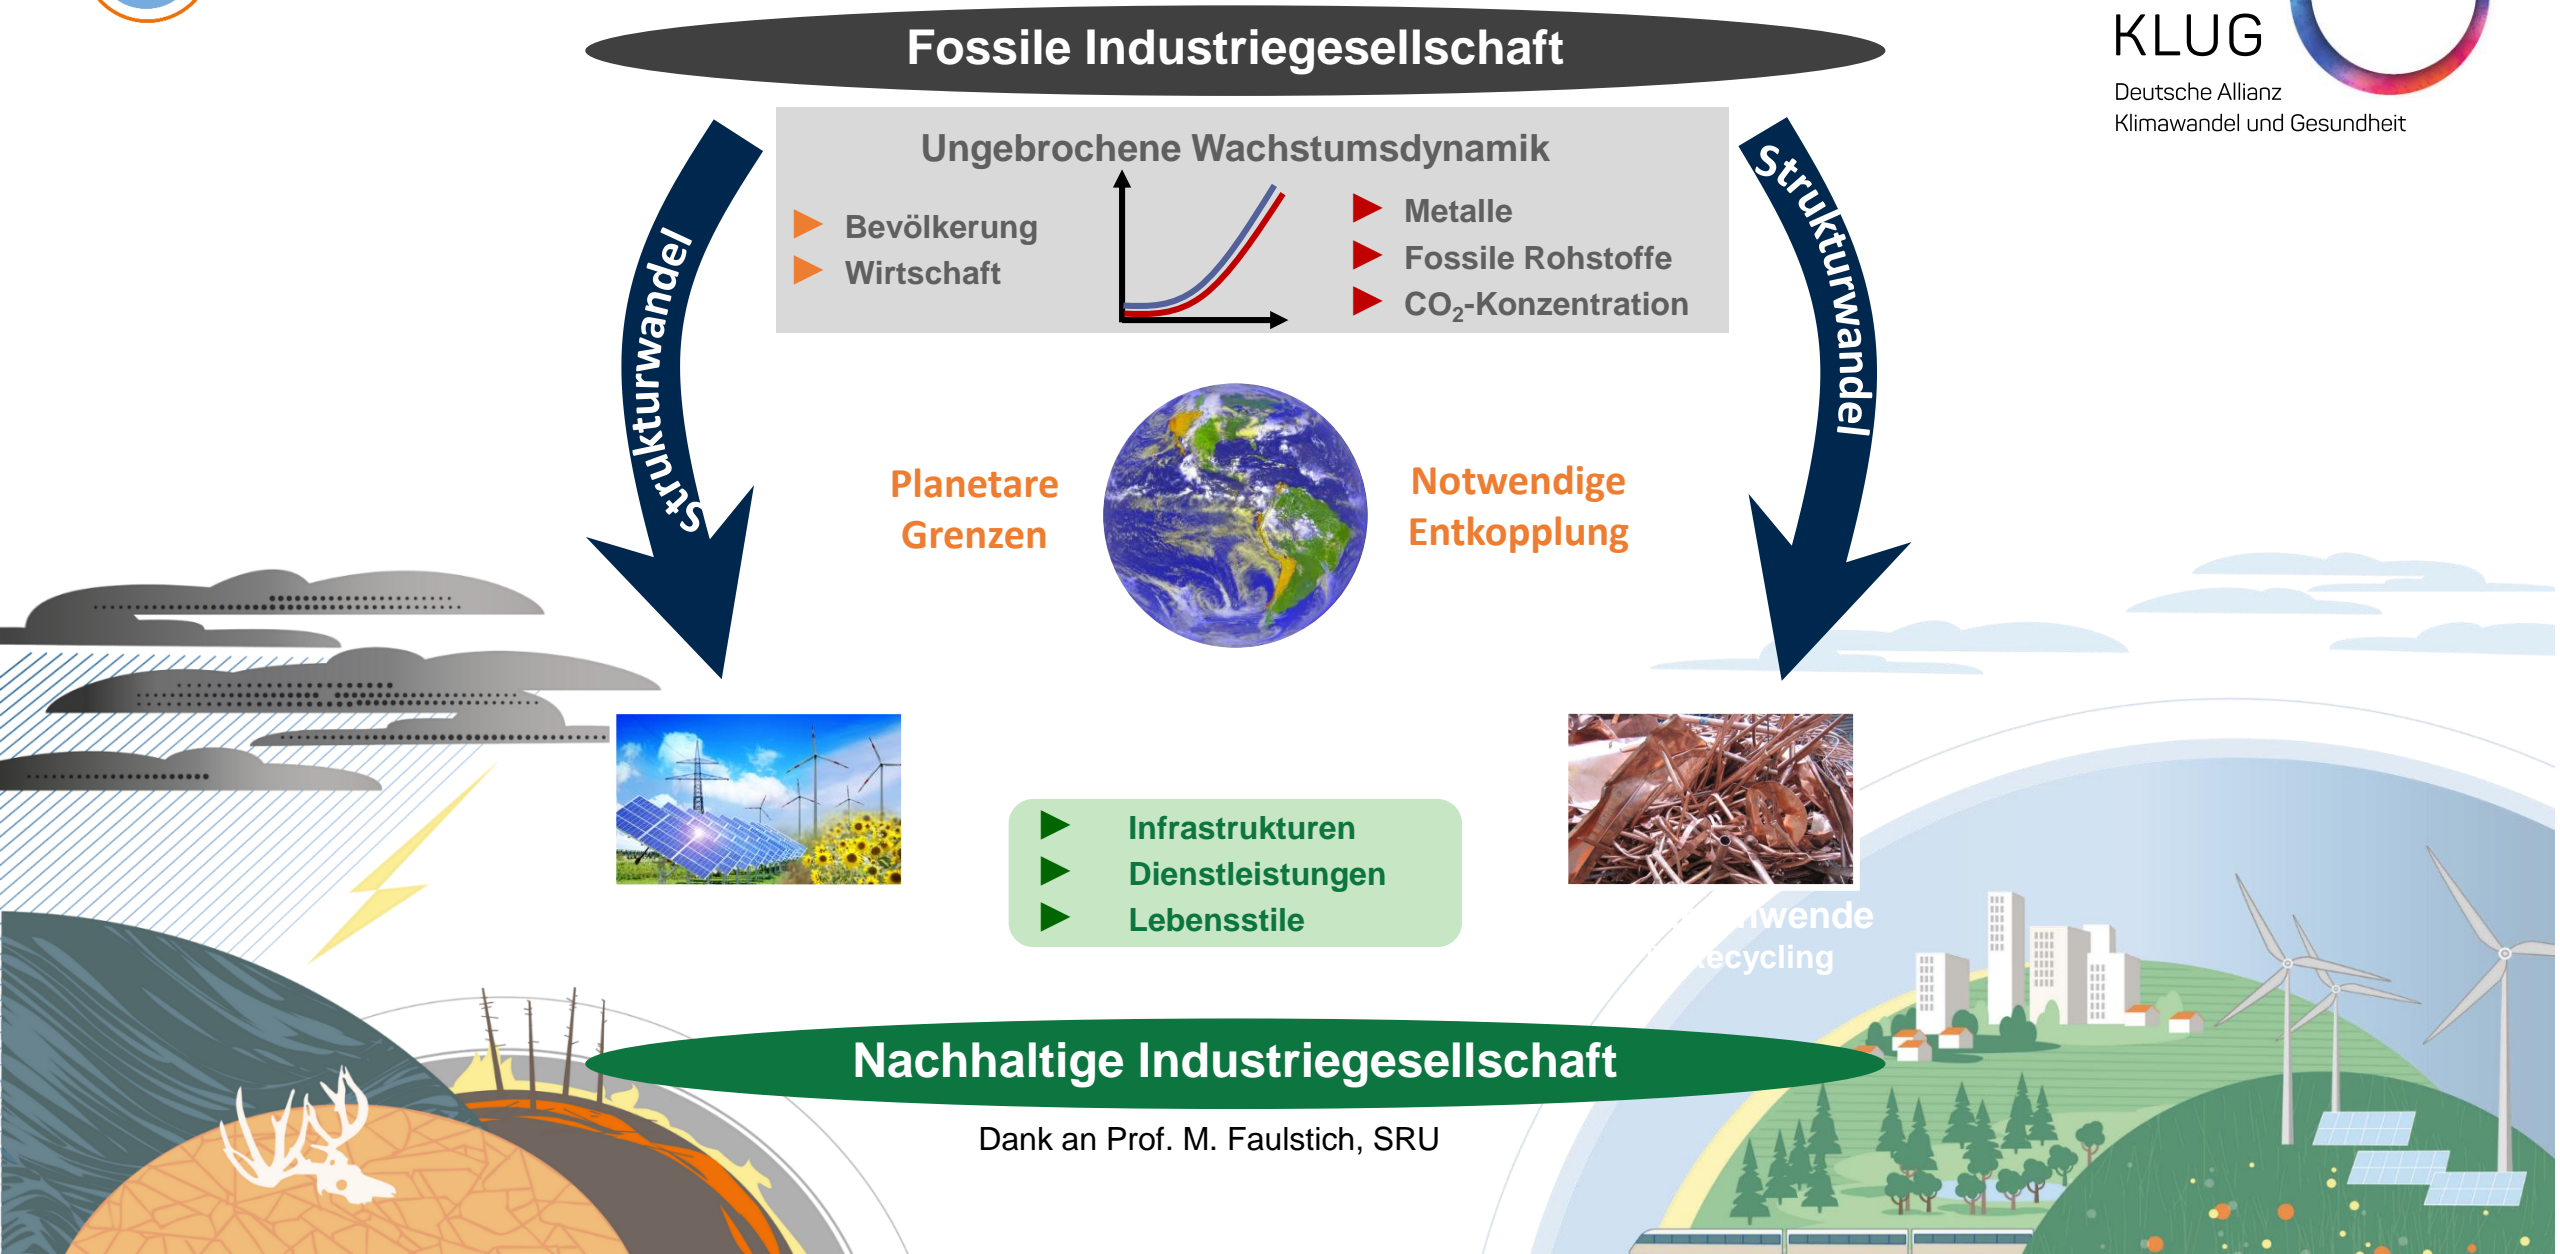 Fossile Industriegesellschaft
KLUG
Deutsche Allianz
Klimawandel und Gesundheit
Ungebrochene Wachstumsdynamik
Bevölkerung
Wirtschaft
Metalle
Fossile Rohstoffe
CO₂-Konzentration
Strukturwandel
Strukturwandel
Planetare
Grenzen
Notwendige
Entkopplung
Infrastrukturen
Dienstleistungen
Lebensstile
Nachhaltige Industriegesellschaft
Dank an Prof. M. Faulstich, SRU